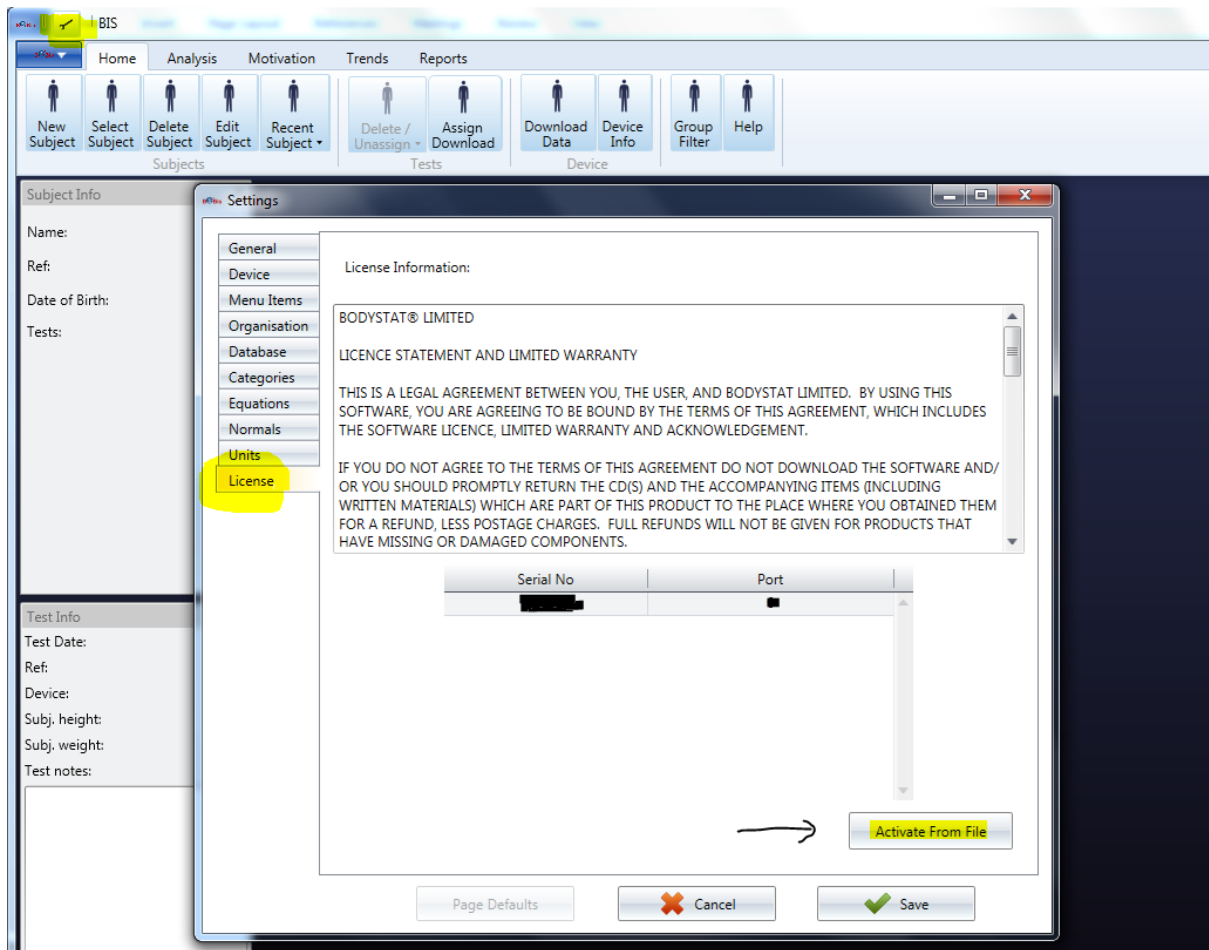 BIS
Home Analysis Motivation Trends Reports
New Subject
Select Subject
Delete Subject
Edit Subject
Recent Subject
Delete / Unassign
Assign Download
Download Data
Device Info
Group Filter
Help
Subjects Tests Device
Subject Info
Name:
Ref:
Date of Birth:
Tests:
Settings
General
Device
Menu Items
Organisation
Database
Categories
Equations
Normals
Units
License
License Information:
BODYSTAT® LIMITED
LICENCE STATEMENT AND LIMITED WARRANTY
THIS IS A LEGAL AGREEMENT BETWEEN YOU, THE USER, AND BODYSTAT LIMITED. BY USING THIS
SOFTWARE, YOU ARE AGREEING TO BE BOUND BY THE TERMS OF THIS AGREEMENT, WHICH INCLUDES
THE SOFTWARE LICENCE, LIMITED WARRANTY AND ACKNOWLEDGEMENT.
IF YOU DO NOT AGREE TO THE TERMS OF THIS AGREEMENT DO NOT DOWNLOAD THE SOFTWARE AND/
OR YOU SHOULD PROMPTLY RETURN THE CD(S) AND THE ACCOMPANYING ITEMS (INCLUDING
WRITTEN MATERIALS) WHICH ARE PART OF THIS PRODUCT TO THE PLACE WHERE YOU OBTAINED THEM
FOR A REFUND, LESS POSTAGE CHARGES. FULL REFUNDS WILL NOT BE GIVEN FOR PRODUCTS THAT
HAVE MISSING OR DAMAGED COMPONENTS.
Serial No Port
Activate From File
Page Defaults Cancel Save
Test Info
Test Date:
Ref:
Device:
Subj. height:
Subj. weight:
Test notes: